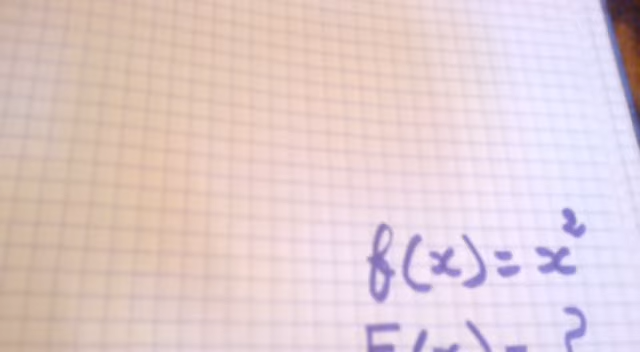 f(x) = x²
F(x) = ?